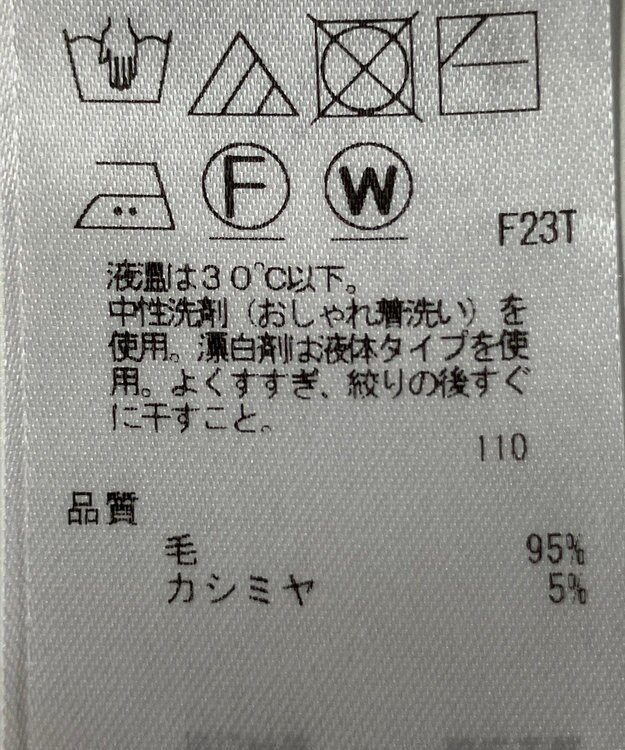 F
W
F23T
液温は30℃以下。
中性洗剤（おしゃれ着洗い）を
使用。漂白剤は液体タイプを使
用。よくすすぎ、絞りの後すぐ
に干すこと。
110
品質
毛 95%
カシミヤ 5%